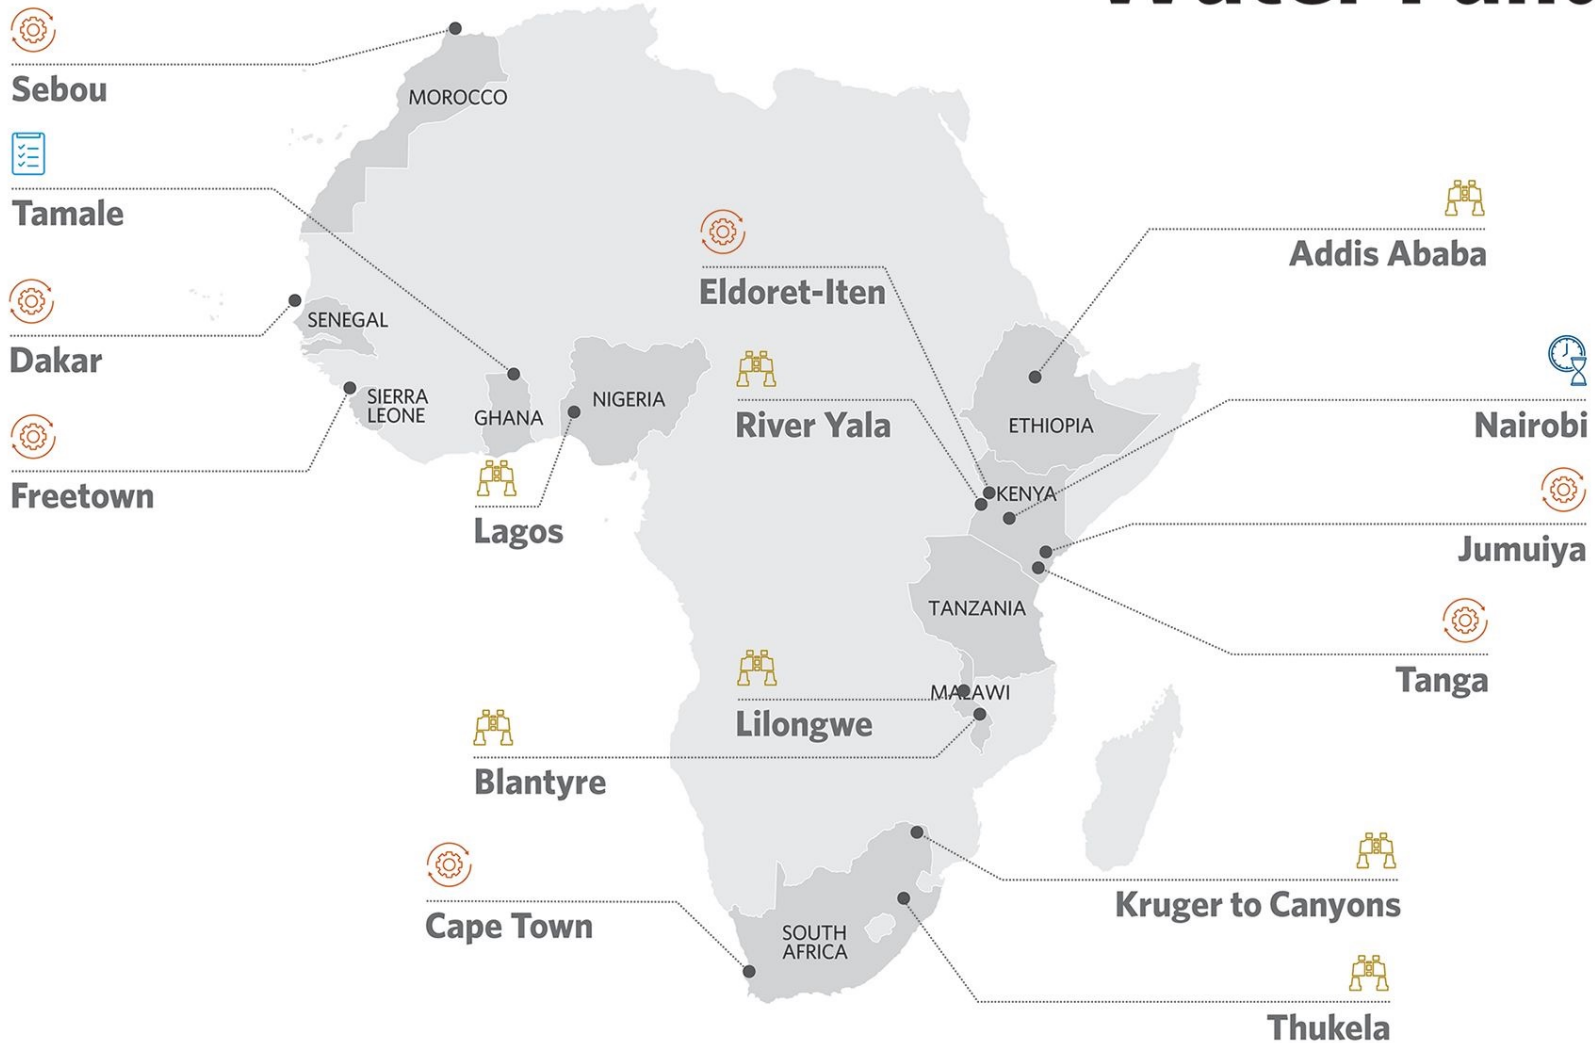 Sebou
MOROCCO
Tamale
Addis Ababa
Eldoret-Iten
Dakar
SENEGAL
River Yala
Nairobi
SIERRA
LEONE
GHANA
NIGERIA
ETHIOPIA
Freetown
Lagos
KENYA
Jumuiya
TANZANIA
Tanga
MALAWI
Lilongwe
Blantyre
Cape Town
Kruger to Canyons
SOUTH
AFRICA
Thukela